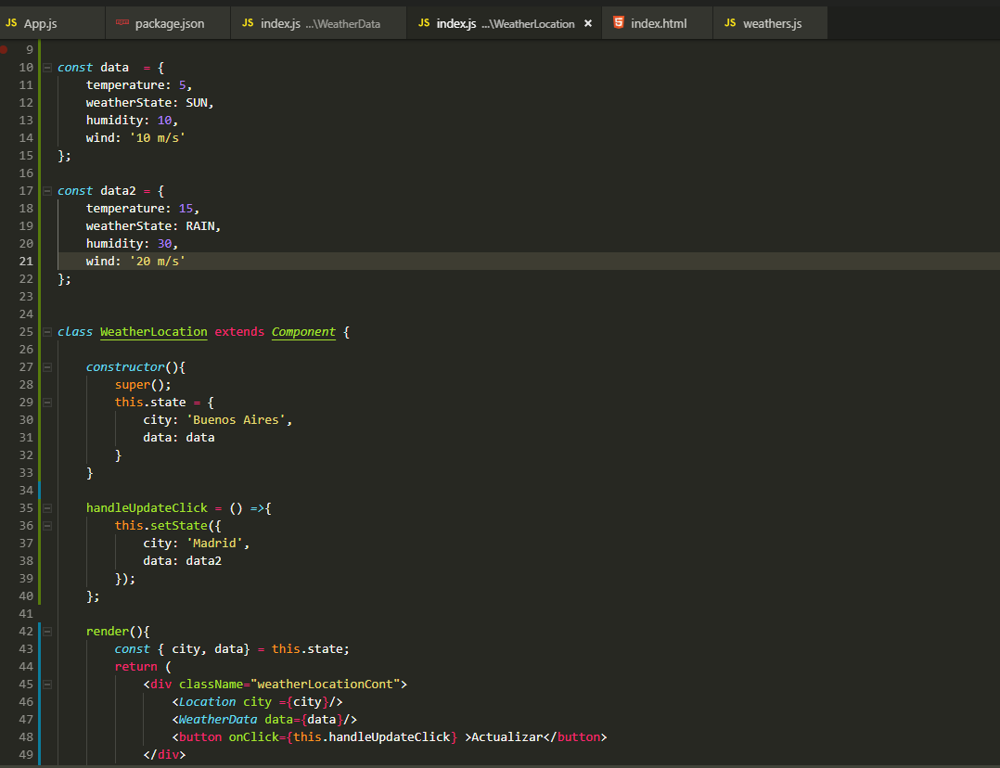 JS App.js package.json JS index.js ...\WeatherData JS index.js ...\WeatherLocation × 5 index.html JS weathers.js
9
10 const data  = {
11     temperature: 5,
12     weatherState: SUN,
13     humidity: 10,
14     wind: '10 m/s'
15 };
16
17 const data2 = {
18     temperature: 15,
19     weatherState: RAIN,
20     humidity: 30,
21     wind: '20 m/s'
22 };
23
24
25 class WeatherLocation extends Component {
26
27     constructor(){
28         super();
29         this.state = {
30             city: 'Buenos Aires',
31             data: data
32         }
33     }
34
35     handleUpdateClick = () =>{
36         this.setState({
37             city: 'Madrid',
38             data: data2
39         });
40     };
41
42     render(){
43         const { city, data} = this.state;
44         return (
45             <div className="weatherLocationCont">
46                 <Location city ={city}/>
47                 <WeatherData data={data}/>
48                 <button onClick={this.handleUpdateClick} >Actualizar</button>
49             </div>